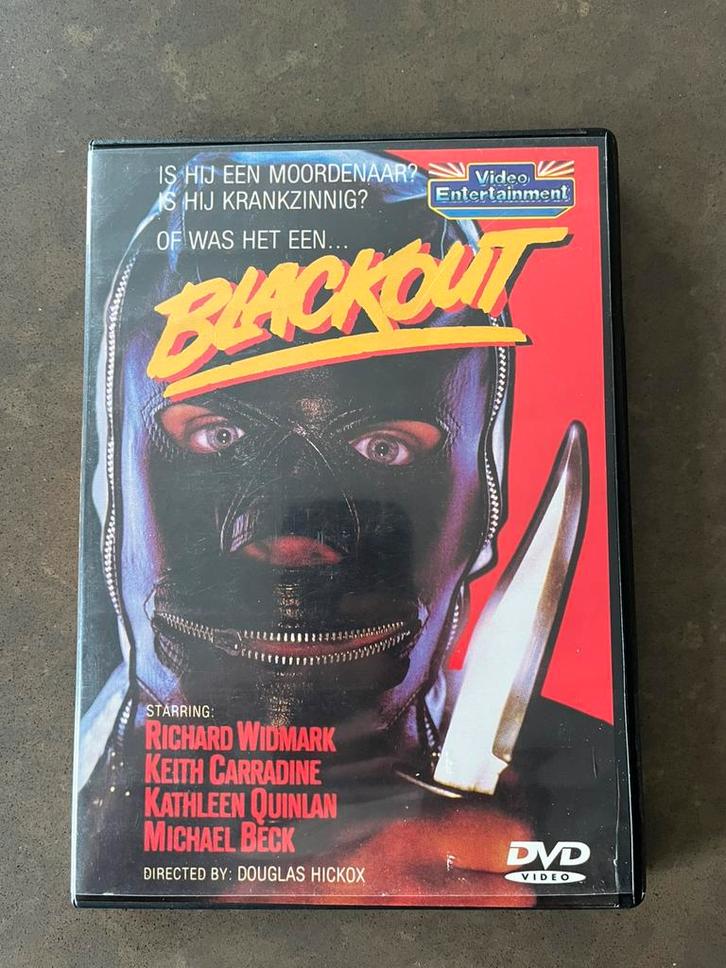 IS HIJ EEN MOORDENAAR?
IS HIJ KRANKZINNIG?
Video
Entertainment
OF WAS HET EEN...
BLACKOUT
STARRING:
RICHARD WIDMARK
KEITH CARRADINE
KATHLEEN QUINLAN
MICHAEL BECK
DIRECTED BY: DOUGLAS HICKOX
DVD
VIDEO